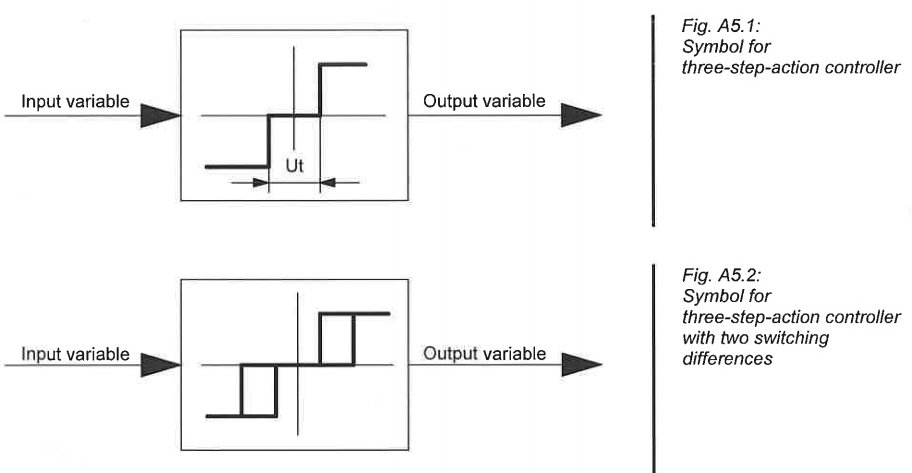 Fig. A5.1:
Symbol for
three-step-action controller
Input variable
Output variable
Ut
Fig. A5.2:
Symbol for
three-step-action controller
with two switching
differences
Input variable
Output variable